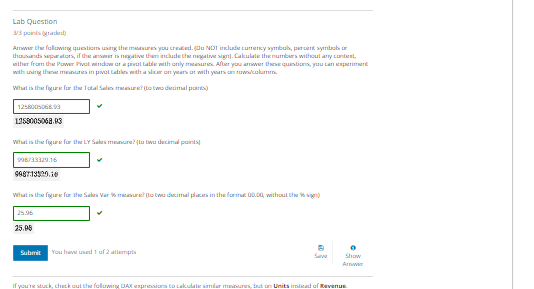 Lab Question
3/3 points (graded)
Answer the following questions using the measures you created. (Do NOT include currency symbols, percent symbols or
thousands separators, if the answer is negative then include the negative sign). Calculate the numbers without any context,
either from the Power Pivot window or a pivot table with only measures. After you answer these questions, you can experiment
with using these measures in pivot tables with a slicer on years or with years on rows/columns.
What is the figure for the Total Sales measure? (to two decimal points)
1258005068.93
1258005068.93
What is the figure for the LY Sales measure? (to two decimal points)
998733329.16
998733329.16
What is the figure for the Sales Var % measure? (to two decimal places in the format 00.00, without the % sign)
25.96
25.96
Submit You have used 1 of 2 attempts
Save Show
Answer
If you're stuck, check out the following DAX expressions to calculate similar measures, but on Units instead of Revenue.